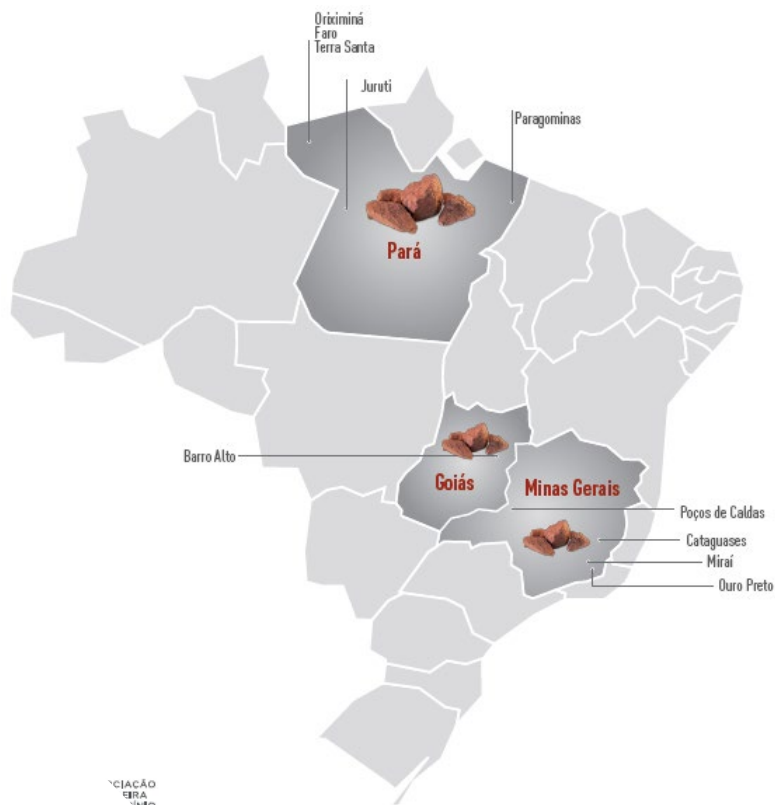 Oriximiná
Faro
Terra Santa
Juruti
Paragominas
Pará
Barro Alto
Goiás
Minas Gerais
Poços de Caldas
Cataguases
Miraí
Ouro Preto